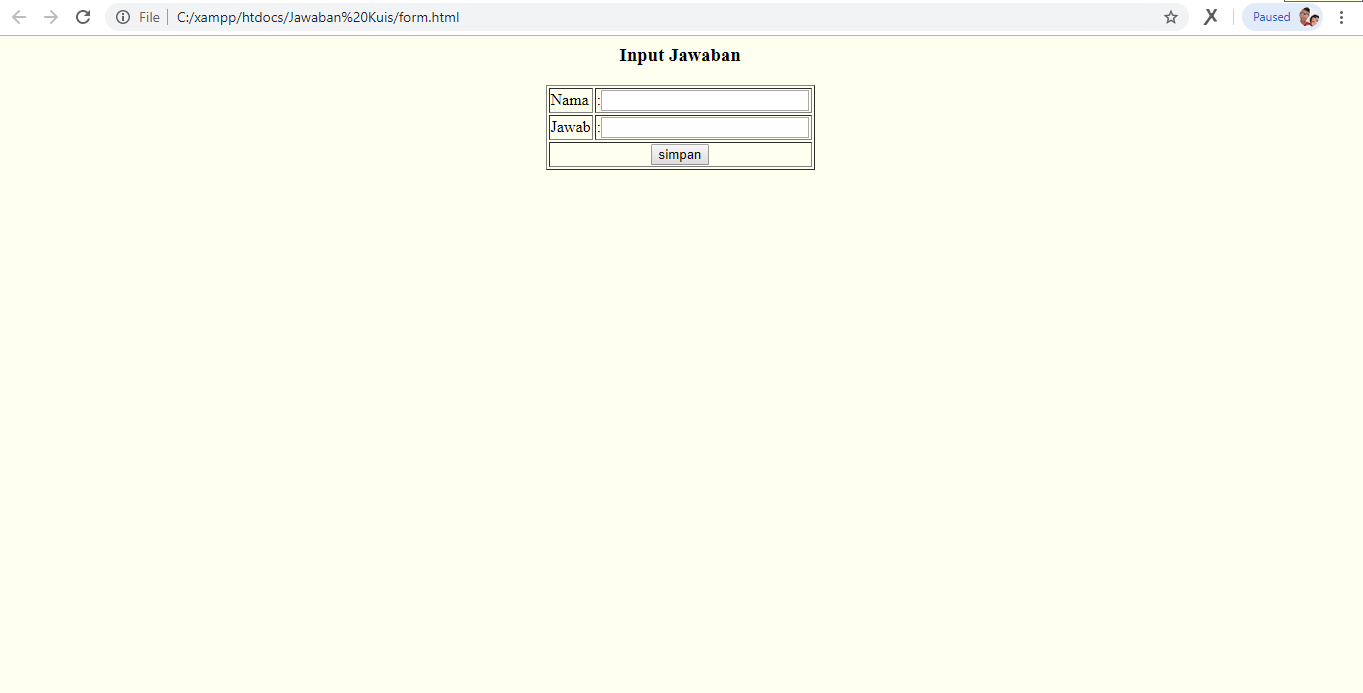 File C:/xampp/htdocs/Jawaban%20Kuis/form.html X Paused
Input Jawaban
Nama :
Jawab :
simpan